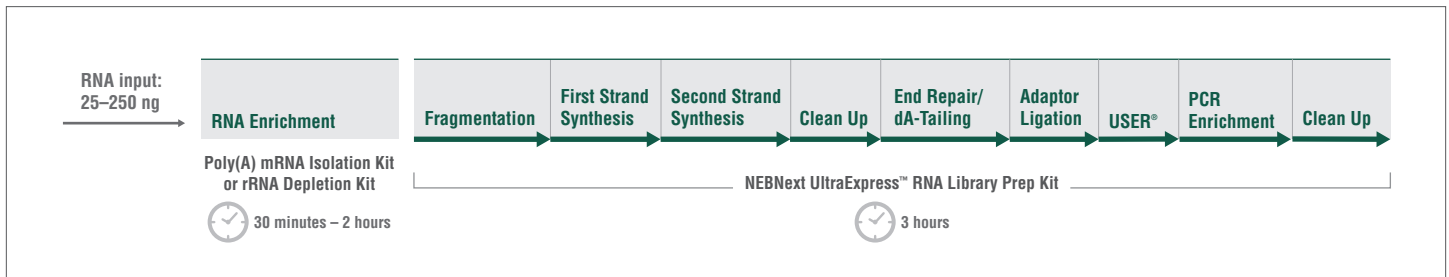 RNA input:
25–250 ng
RNA Enrichment
Fragmentation
First Strand
Synthesis
Second Strand
Synthesis
Clean Up
End Repair/
dA-Tailing
Adaptor
Ligation
USER®
PCR
Enrichment
Clean Up
Poly(A) mRNA Isolation Kit
or rRNA Depletion Kit
30 minutes – 2 hours
NEBNext UltraExpress™ RNA Library Prep Kit
3 hours